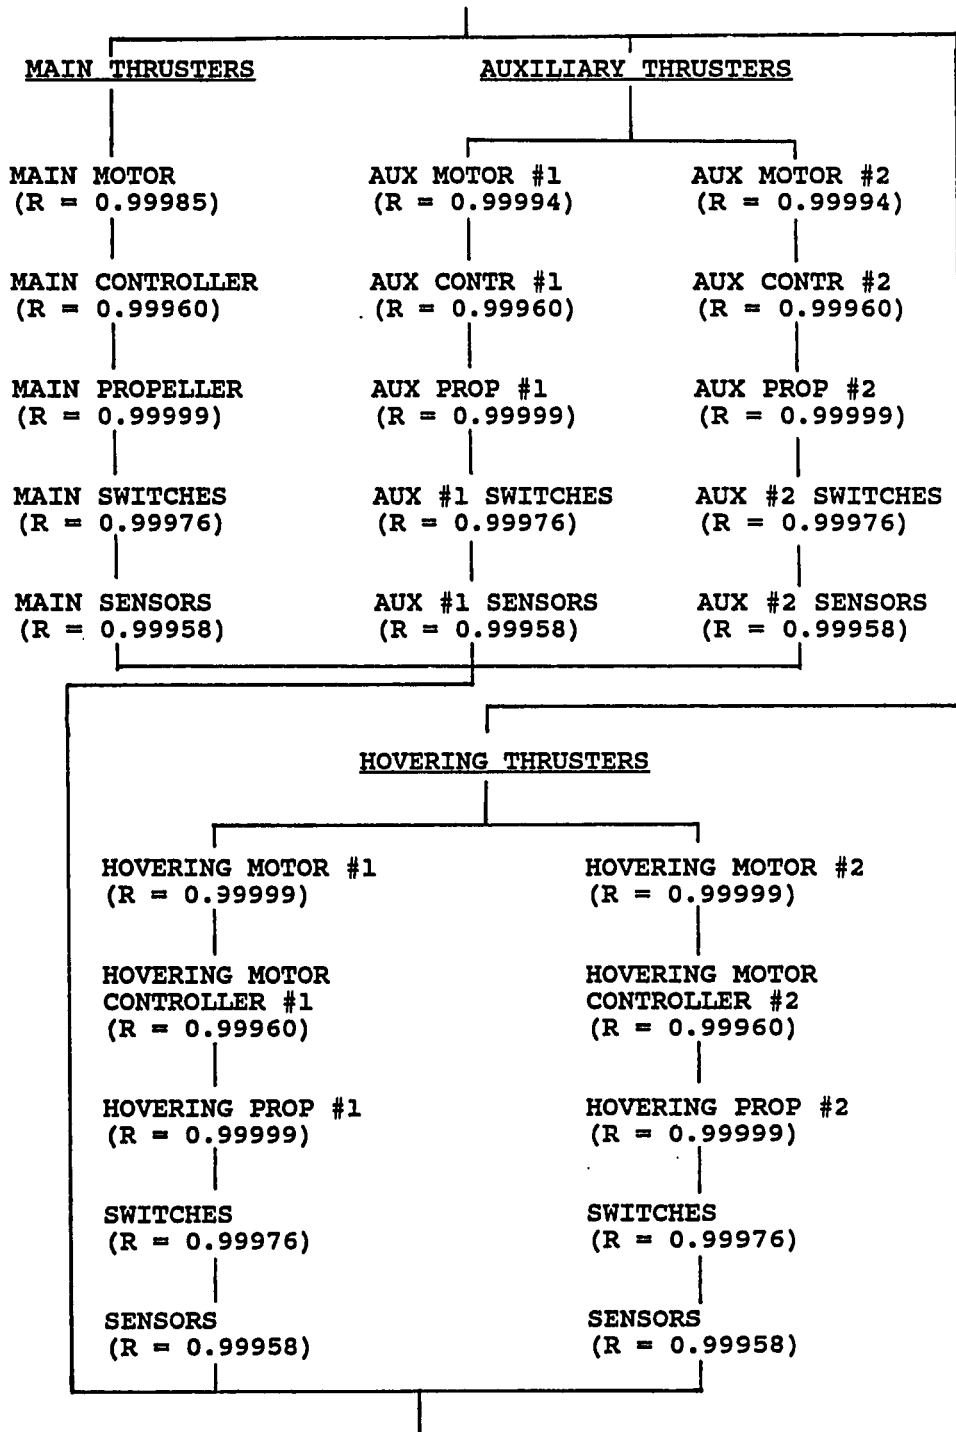 MAIN THRUSTERS
AUXILIARY THRUSTERS
MAIN MOTOR
(R = 0.99985)
AUX MOTOR #1
(R = 0.99994)
AUX MOTOR #2
(R = 0.99994)
MAIN CONTROLLER
(R = 0.99960)
AUX CONTR #1
(R = 0.99960)
AUX CONTR #2
(R = 0.99960)
MAIN PROPELLER
(R = 0.99999)
AUX PROP #1
(R = 0.99999)
AUX PROP #2
(R = 0.99999)
MAIN SWITCHES
(R = 0.99976)
AUX #1 SWITCHES
(R = 0.99976)
AUX #2 SWITCHES
(R = 0.99976)
MAIN SENSORS
(R = 0.99958)
AUX #1 SENSORS
(R = 0.99958)
AUX #2 SENSORS
(R = 0.99958)
HOVERING THRUSTERS
HOVERING MOTOR #1
(R = 0.99999)
HOVERING MOTOR #2
(R = 0.99999)
HOVERING MOTOR
CONTROLLER #1
(R = 0.99960)
HOVERING MOTOR
CONTROLLER #2
(R = 0.99960)
HOVERING PROP #1
(R = 0.99999)
HOVERING PROP #2
(R = 0.99999)
SWITCHES
(R = 0.99976)
SWITCHES
(R = 0.99976)
SENSORS
(R = 0.99958)
SENSORS
(R = 0.99958)